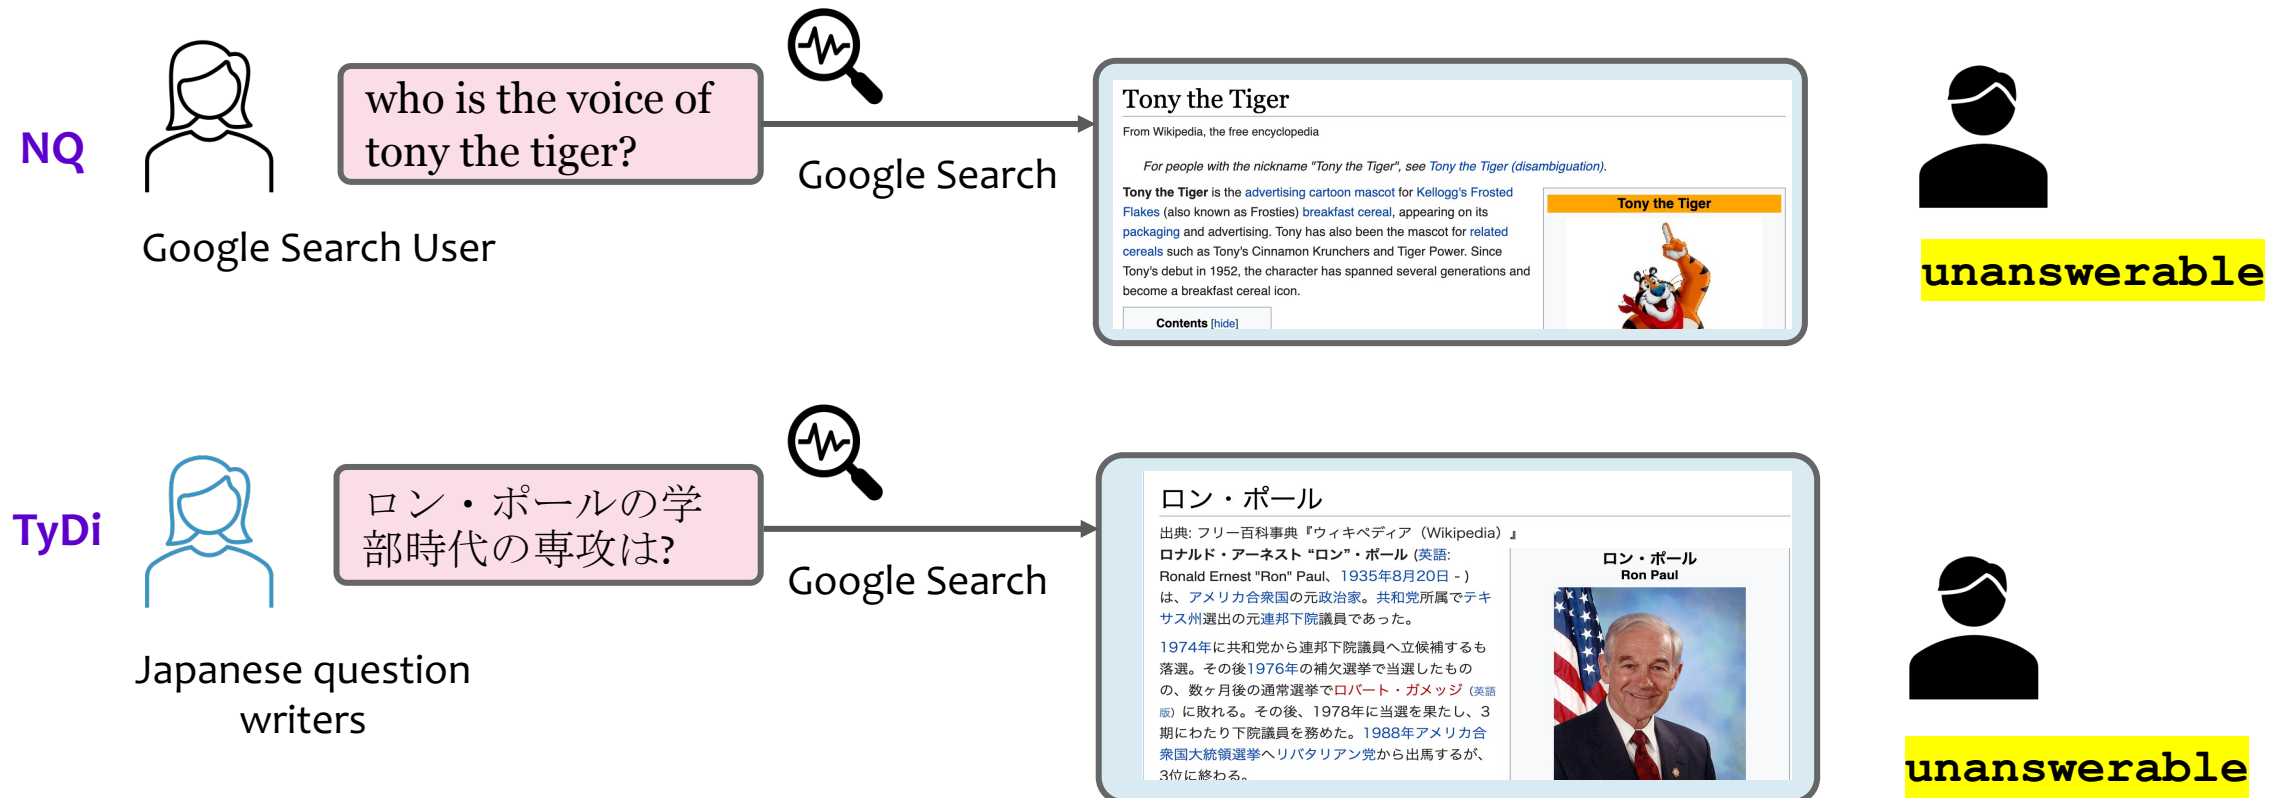 NQ
who is the voice of
tony the tiger?
Google Search User
Google Search
Tony the Tiger
From Wikipedia, the free encyclopedia
For people with the nickname "Tony the Tiger", see Tony the Tiger (disambiguation).
Tony the Tiger is the advertising cartoon mascot for Kellogg's Frosted
Flakes (also known as Frosties) breakfast cereal, appearing on its
packaging and advertising. Tony has also been the mascot for related
cereals such as Tony's Cinnamon Krunchers and Tiger Power. Since
Tony's debut in 1952, the character has spanned several generations and
become a breakfast cereal icon.
Contents [hide]
Tony the Tiger
unanswerable
TyDi
ロン・ポールの学
部時代の専攻は?
Japanese question
writers
Google Search
ロン・ポール
出典: フリー百科事典『ウィキペディア（Wikipedia）』
ロナルド・アーネスト “ロン”・ポール (英語:
Ronald Ernest "Ron" Paul、1935年8月20日 - )
は、アメリカ合衆国の元政治家。共和党所属でテキ
サス州選出の元連邦下院議員であった。
1974年に共和党から連邦下院議員へ立候補するも
落選。その後1976年の補欠選挙で当選したもの
の、数ヶ月後の通常選挙でロバート・ガメッジ（英語
版）に敗れる。その後、1978年に当選を果たし、3
期にわたり下院議員を務めた。1988年アメリカ合
衆国大統領選挙へリバタリアン党から出馬するが、
3位に終わる。
ロン・ポール
Ron Paul
unanswerable